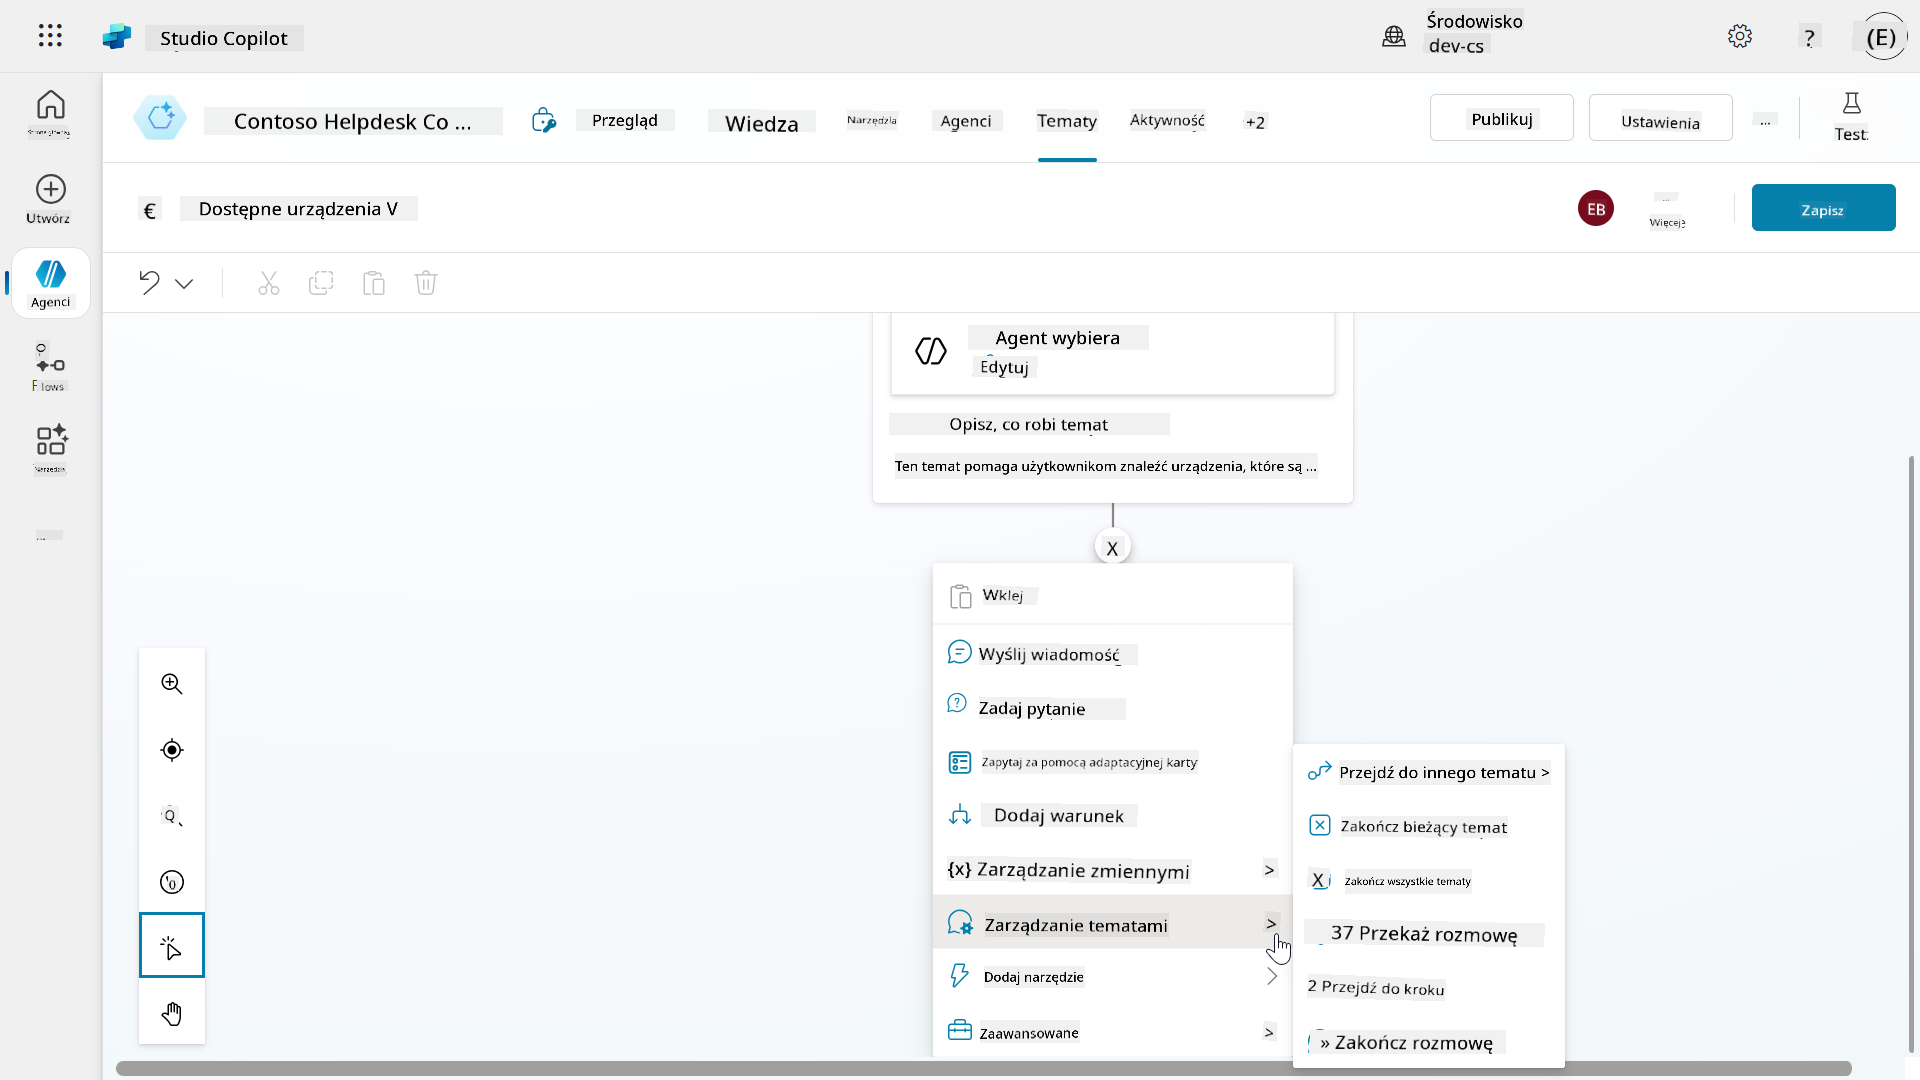 Studio Copilot
Środowisko
dev-cs
?
(E)
Contoso Helpdesk Co ...
Przegląd
Wiedza
Narzędzia
Agenci
Tematy
Aktywność
+2
Publikuj
Ustawienia
...
Test
Strona główna
Utwórz
Agenci
Flows
Narzędzia
€
Dostępne urządzenia V
EB
Więcej
Zapisz
Agent wybiera
Edytuj
Opisz, co robi temat
Ten temat pomaga użytkownikom znaleźć urządzenia, które są ...
X
Wklej
Wyślij wiadomość
Zadaj pytanie
Zapytaj za pomocą adaptacyjnej karty
Dodaj warunek
{x} Zarządzanie zmiennymi >
Zarządzanie tematami >
Dodaj narzędzie
Zaawansowane >
Przejdź do innego tematu >
Zakończ bieżący temat
X Zakończ wszystkie tematy
37 Przekaż rozmowę
2 Przejdź do kroku
» Zakończ rozmowę